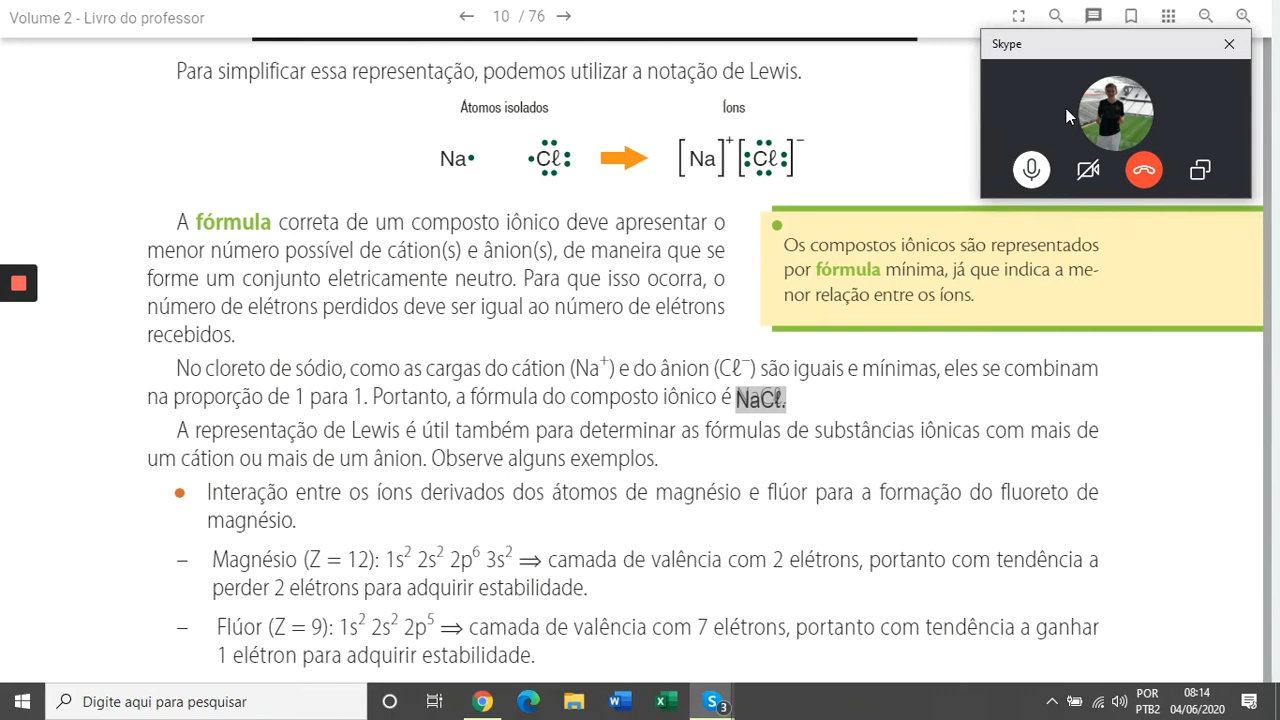 Volume 2 - Livro do professor
10 / 76
Skype
Para simplificar essa representação, podemos utilizar a notação de Lewis.
Átomos isolados
Íons
Na• Cℓ [Na]⁺ [Cℓ]⁻
A fórmula correta de um composto iônico deve apresentar o
menor número possível de cátion(s) e ânion(s), de maneira que se
forme um conjunto eletricamente neutro. Para que isso ocorra, o
número de elétrons perdidos deve ser igual ao número de elétrons
recebidos.
Os compostos iônicos são representados
por fórmula mínima, já que indica a me-
nor relação entre os íons.
No cloreto de sódio, como as cargas do cátion (Na⁺) e do ânion (Cℓ⁻) são iguais e mínimas, eles se combinam
na proporção de 1 para 1. Portanto, a fórmula do composto iônico é NaCℓ.
A representação de Lewis é útil também para determinar as fórmulas de substâncias iônicas com mais de
um cátion ou mais de um ânion. Observe alguns exemplos.
• Interação entre os íons derivados dos átomos de magnésio e flúor para a formação do fluoreto de
magnésio.
– Magnésio (Z = 12): 1s² 2s² 2p⁶ 3s² ⇒ camada de valência com 2 elétrons, portanto com tendência a
perder 2 elétrons para adquirir estabilidade.
– Flúor (Z = 9): 1s² 2s² 2p⁵ ⇒ camada de valência com 7 elétrons, portanto com tendência a ganhar
1 elétron para adquirir estabilidade.
Digite aqui para pesquisar
3
POR
PTB2
08:14
04/06/2020